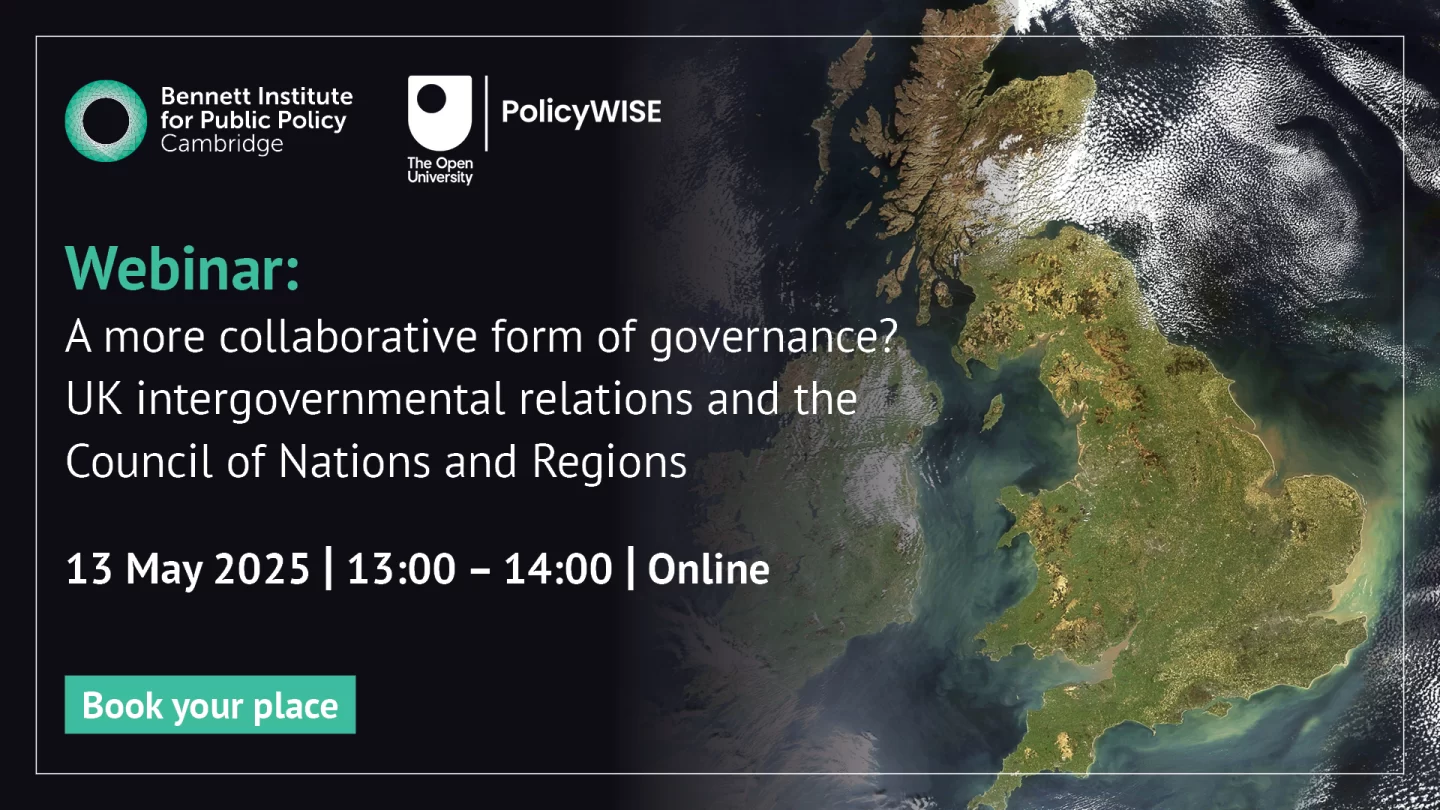 Bennett Institute
for Public Policy
Cambridge
The Open
University
PolicyWISE
Webinar:
A more collaborative form of governance?
UK intergovernmental relations and the
Council of Nations and Regions
13 May 2025 | 13:00 – 14:00 | Online
Book your place